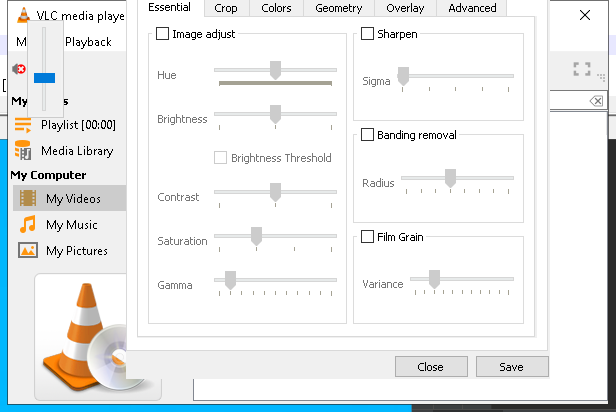 VLC media playe
Essential Crop Colors Geometry Overlay Advanced
M Playback
Image adjust
Sharpen
Hue
Sigma
My s
Brightness
Playlist [00:00]
Banding removal
Media Library
Brightness Threshold
My Computer
Radius
Contrast
My Videos
My Music
Film Grain
Saturation
My Pictures
Gamma
Variance
Close Save